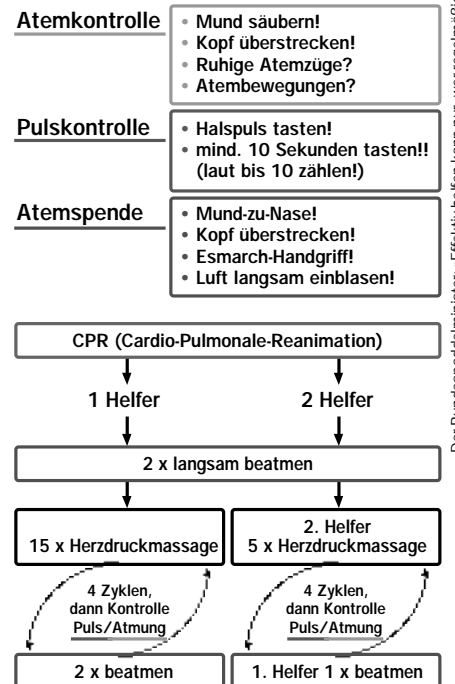 Atemkontrolle
• Mund säubern!
• Kopf überstrecken!
• Ruhige Atemzüge?
• Atembewegungen?
Pulskontrolle
• Halspuls tasten!
• mind. 10 Sekunden tasten!!
(laut bis 10 zählen!)
Atemspende
• Mund-zu-Nase!
• Kopf überstrecken!
• Esmarch-Handgriff!
• Luft langsam einblasen!
CPR (Cardio-Pulmonale-Reanimation)
1 Helfer
2 Helfer
2 x langsam beatmen
15 x Herzdruckmassage
2. Helfer
5 x Herzdruckmassage
4 Zyklen,
dann Kontrolle
Puls/Atmung
4 Zyklen,
dann Kontrolle
Puls/Atmung
2 x beatmen
1. Helfer 1 x beatmen